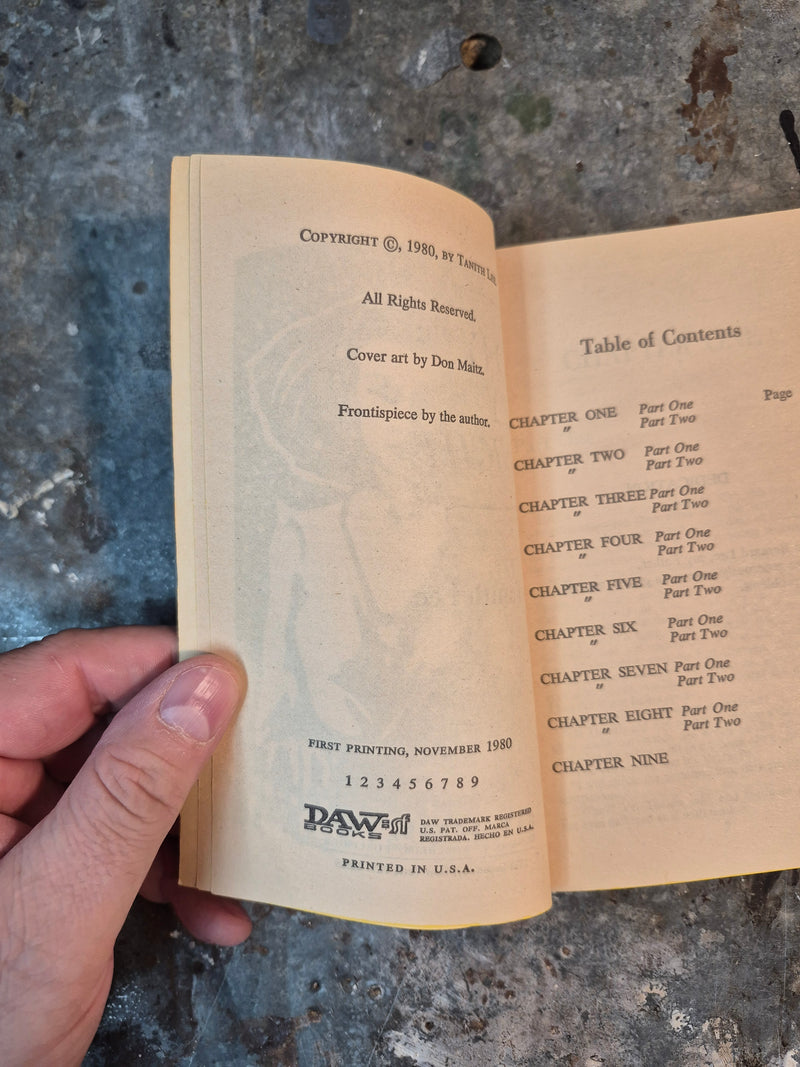 COPYRIGHT ©, 1980, BY TANITH LEE.
All Rights Reserved.
Cover art by Don Maitz.
Frontispiece by the author.
FIRST PRINTING, NOVEMBER 1980
1 2 3 4 5 6 7 8 9
DAW sf
BOOKS
DAW TRADEMARK REGISTERED
U.S. PAT. OFF. MARCA
REGISTRADA. HECHO EN U.S.A.
PRINTED IN U.S.A.
Table of Contents
Page
CHAPTER ONE Part One
" Part Two
CHAPTER TWO Part One
" Part Two
CHAPTER THREE Part One
" Part Two
CHAPTER FOUR Part One
" Part Two
CHAPTER FIVE Part One
" Part Two
CHAPTER SIX Part One
" Part Two
CHAPTER SEVEN Part One
" Part Two
CHAPTER EIGHT Part One
" Part Two
CHAPTER NINE